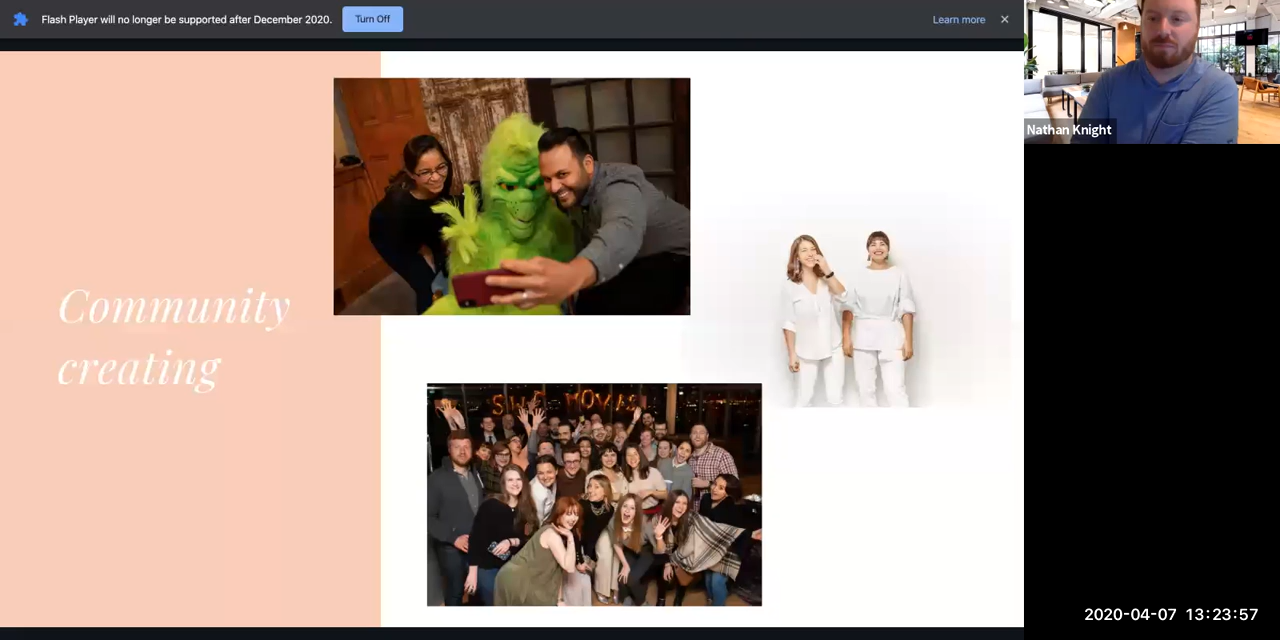 Flash Player will no longer be supported after December 2020.
Turn Off
Learn more
Nathan Knight
Community
creating
2020-04-07 13:23:57